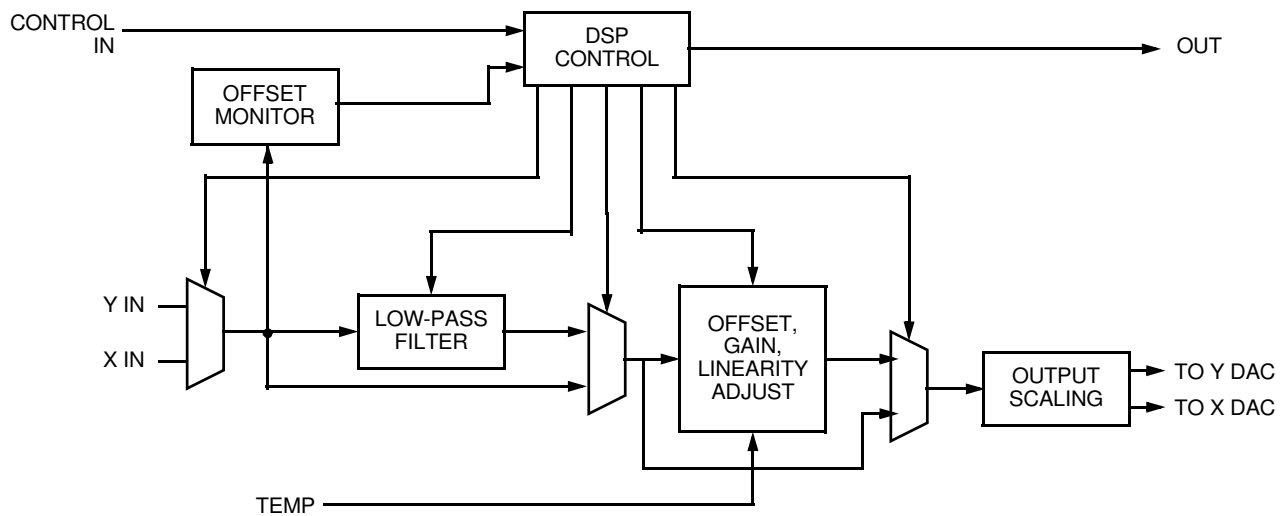 CONTROL
IN
DSP
CONTROL
OUT
OFFSET
MONITOR
Y IN
X IN
LOW-PASS
FILTER
OFFSET,
GAIN,
LINEARITY
ADJUST
OUTPUT
SCALING
TO Y DAC
TO X DAC
TEMP